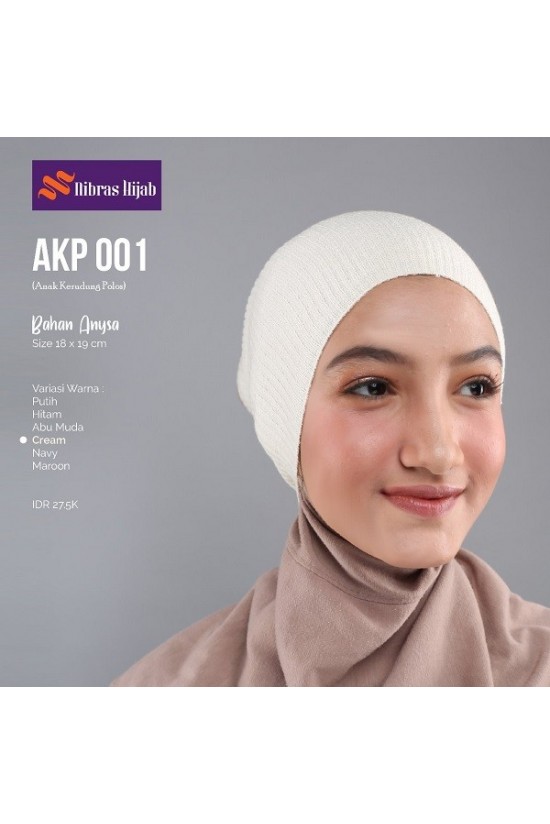 Nibras Hijab
AKP 001
(Anak Kerudung Polos)
Bahan Anysa
Size 18 x 19 cm
Variasi Warna :
Putih
Hitam
Abu Muda
Cream
Navy
Maroon
IDR 27.5K